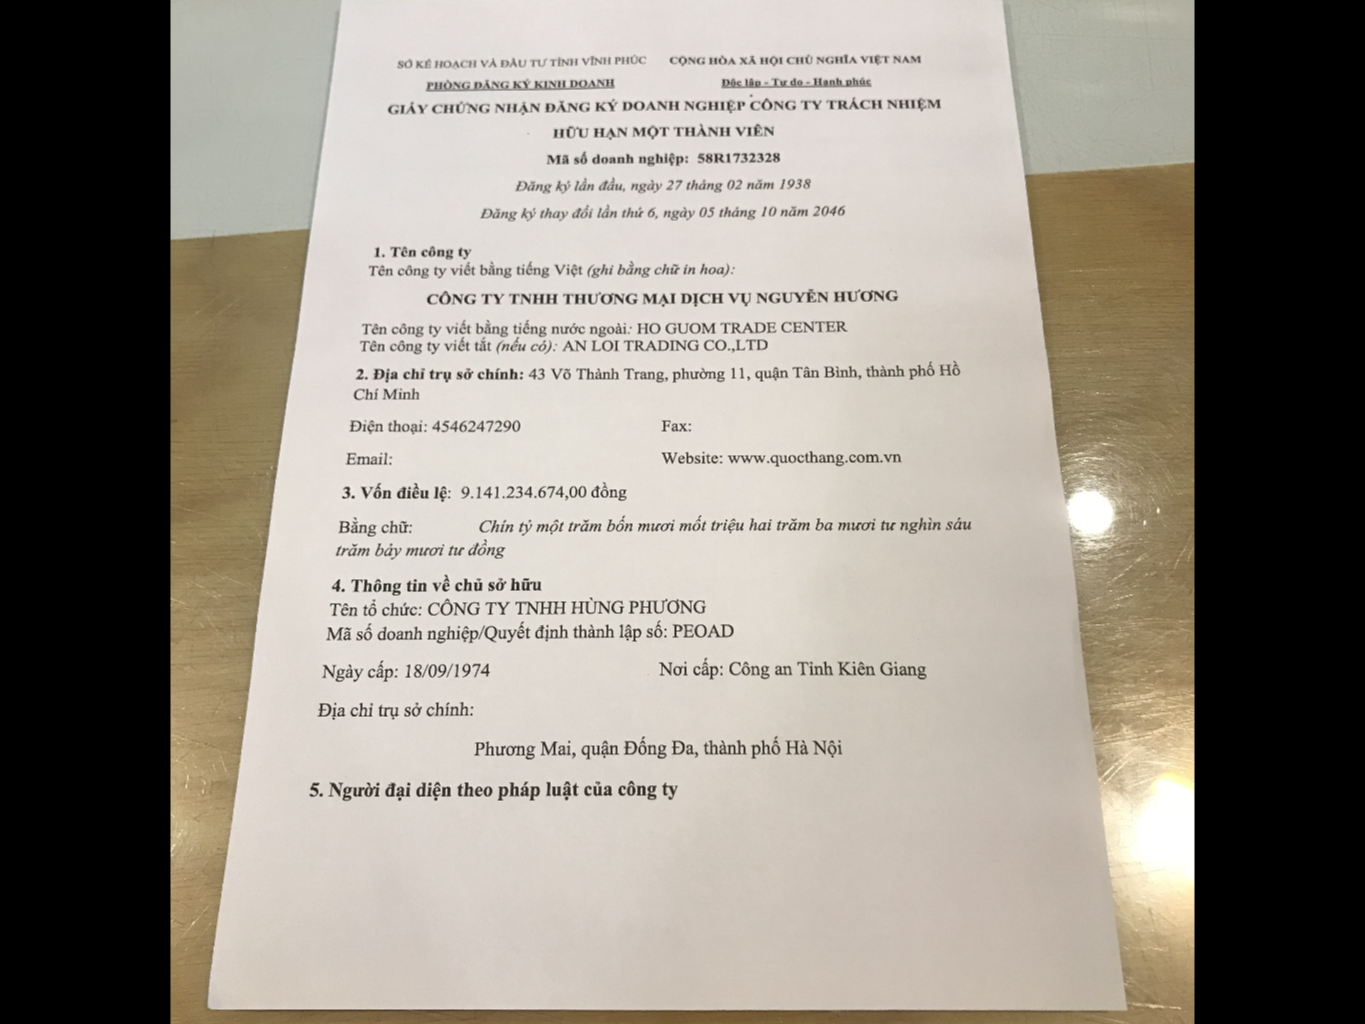 SỞ KẾ HOẠCH VÀ ĐẦU TƯ TỈNH VĨNH PHÚC CỘNG HÒA XÃ HỘI CHỦ NGHĨA VIỆT NAM
PHÒNG ĐĂNG KÝ KINH DOANH Độc lập - Tự do - Hạnh phúc
GIẤY CHỨNG NHẬN ĐĂNG KÝ DOANH NGHIỆP CÔNG TY TRÁCH NHIỆM
HỮU HẠN MỘT THÀNH VIÊN
Mã số doanh nghiệp: 58R1732328
Đăng ký lần đầu, ngày 27 tháng 02 năm 1938
Đăng ký thay đổi lần thứ 6, ngày 05 tháng 10 năm 2046
1. Tên công ty
Tên công ty viết bằng tiếng Việt (ghi bằng chữ in hoa):
CÔNG TY TNHH THƯƠNG MẠI DỊCH VỤ NGUYỄN HƯƠNG
Tên công ty viết bằng tiếng nước ngoài: HO GUOM TRADE CENTER
Tên công ty viết tắt (nếu có): AN LOI TRADING CO.,LTD
2. Địa chỉ trụ sở chính: 43 Võ Thành Trang, phường 11, quận Tân Bình, thành phố Hồ
Chí Minh
Điện thoại: 4546247290 Fax:
Email: Website: www.quocthang.com.vn
3. Vốn điều lệ: 9.141.234.674,00 đồng
Bằng chữ: Chín tỷ một trăm bốn mươi mốt triệu hai trăm ba mươi tư nghìn sáu
trăm bảy mươi tư đồng
4. Thông tin về chủ sở hữu
Tên tổ chức: CÔNG TY TNHH HÙNG PHƯƠNG
Mã số doanh nghiệp/Quyết định thành lập số: PEOAD
Ngày cấp: 18/09/1974 Nơi cấp: Công an Tỉnh Kiên Giang
Địa chỉ trụ sở chính:
Phương Mai, quận Đống Đa, thành phố Hà Nội
5. Người đại diện theo pháp luật của công ty